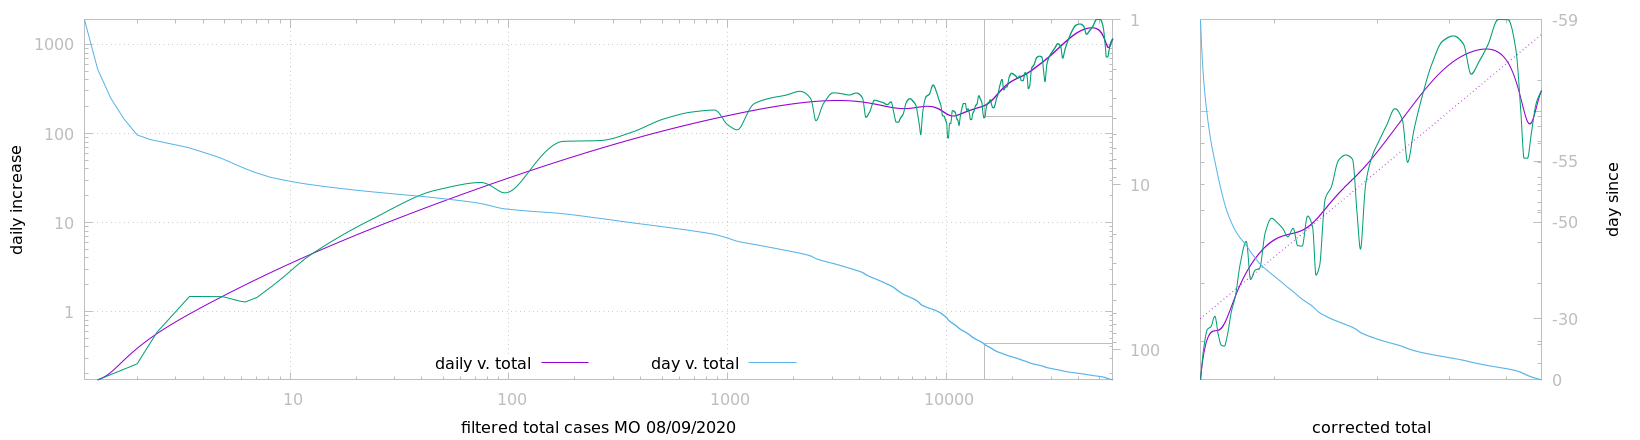 daily increase
1000
100
10
1
daily v. total
day v. total
1
10
100
10
100
1000
10000
filtered total cases MO 08/09/2020
-59
-55
-50
-30
0
day since
corrected total